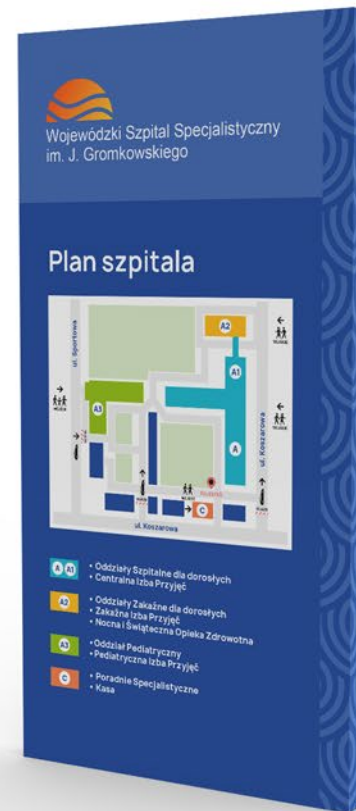 Wojewódzki Szpital Specjalistyczny
im. J. Gromkowskiego
Plan szpitala
A2
ul. Sportowa
A1
A3
A
ul. Koszarowa
C
ul. Koszarowa
A A1
• Oddziały Szpitalne dla dorosłych
• Centralna Izba Przyjęć
A2
• Oddziały Zakaźne dla dorosłych
• Zakaźna Izba Przyjęć
• Nocna i Świąteczna Opieka Zdrowotna
A3
• Oddział Pediatryczny
• Pediatryczna Izba Przyjęć
C
• Poradnie Specjalistyczne
• Kasa